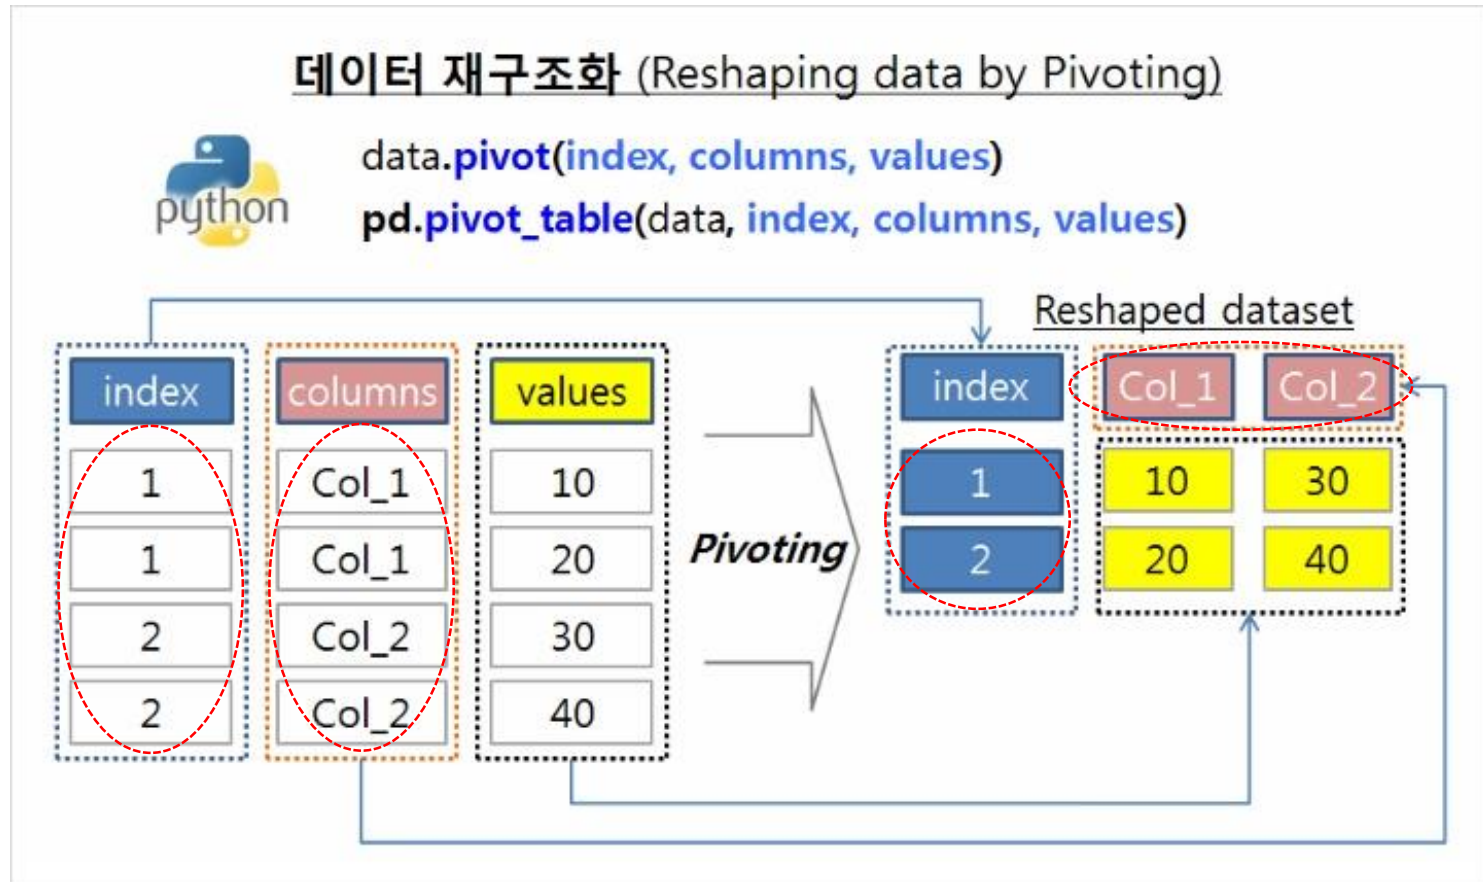 데이터 재구조화 (Reshaping data by Pivoting)
python
data.pivot(index, columns, values)
pd.pivot_table(data, index, columns, values)
Reshaped dataset
index columns values
1 Col_1 10
1 Col_1 20
2 Col_2 30
2 Col_2 40
Pivoting
index Col_1 Col_2
1 10 30
2 20 40